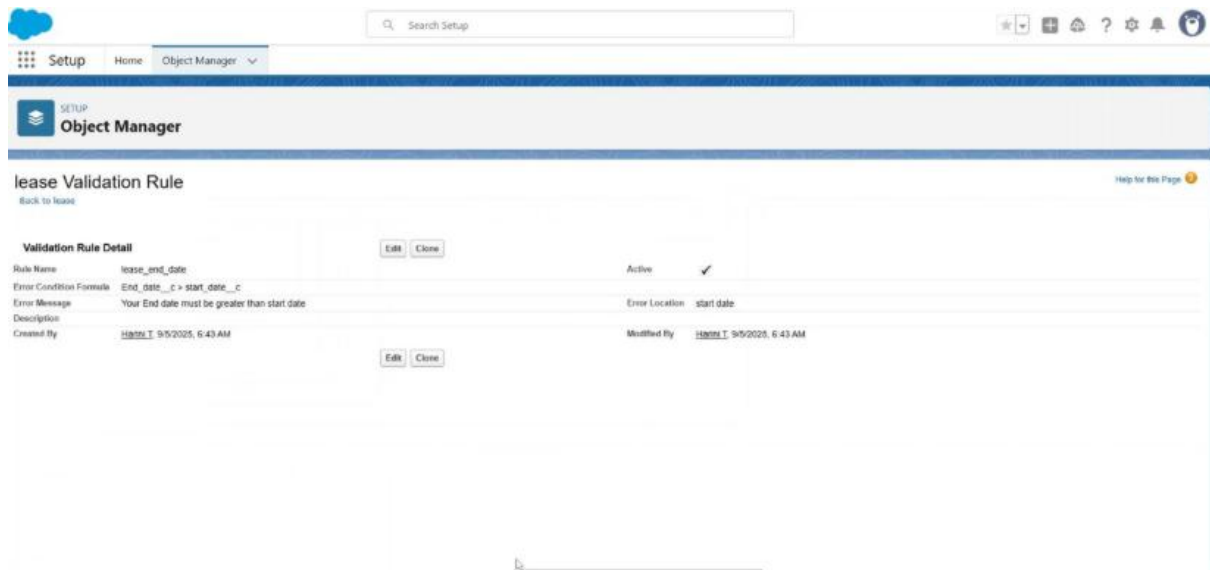 Search Setup
Setup Home Object Manager
SETUP
Object Manager
lease Validation Rule
Help for this Page
Back to lease
Validation Rule Detail Edit Clone
Rule Name lease_end_date Active ✓
Error Condition Formula End_date__c > start_date__c
Error Message Your End date must be greater than start date Error Location start date
Description
Created By Harini T, 9/5/2025, 6:43 AM Modified By Harini T, 9/5/2025, 6:43 AM
Edit Clone